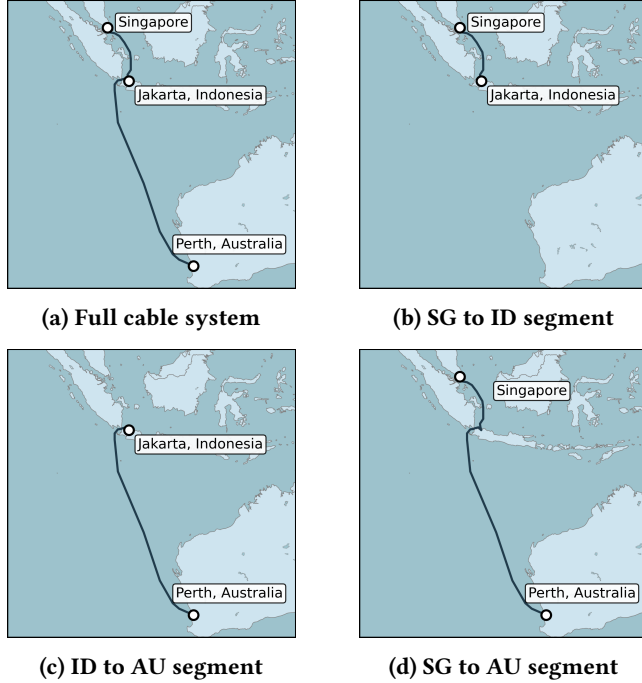 Singapore
Jakarta, Indonesia
Perth, Australia
(a) Full cable system
Singapore
Jakarta, Indonesia
(b) SG to ID segment
Jakarta, Indonesia
Perth, Australia
(c) ID to AU segment
Singapore
Perth, Australia
(d) SG to AU segment